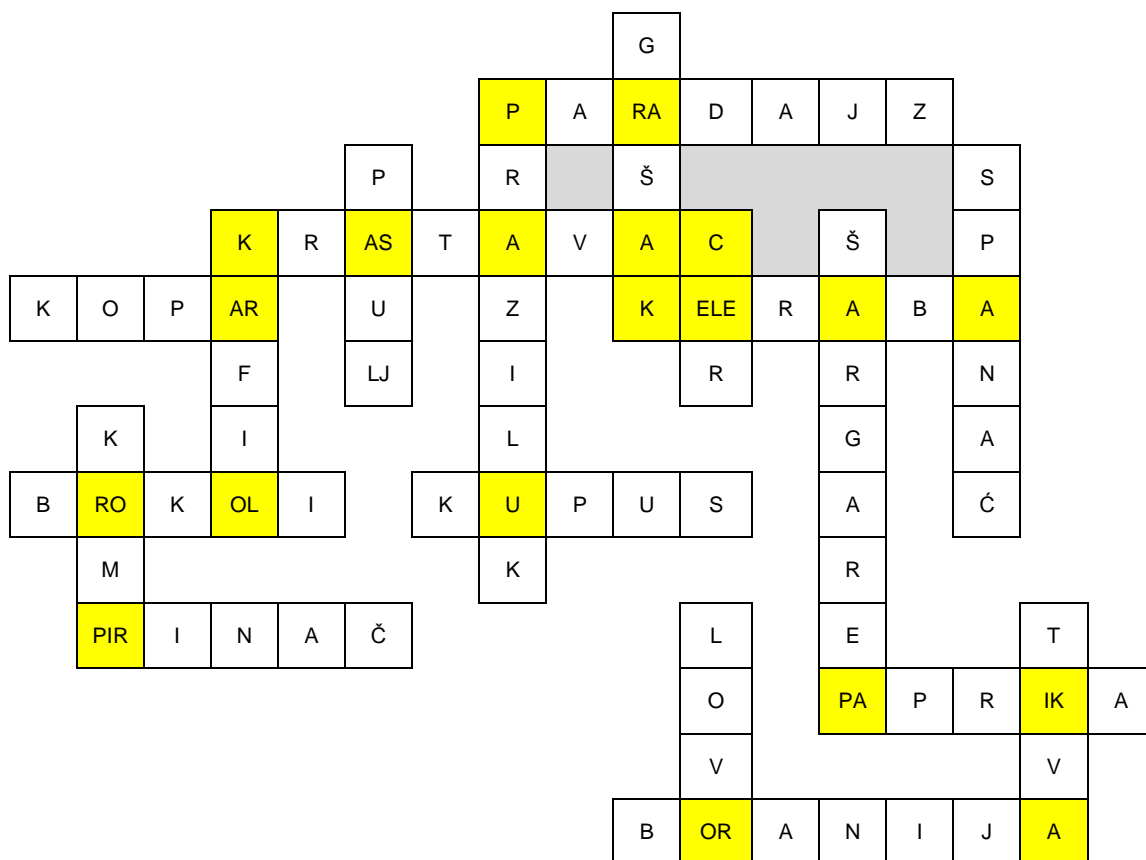 G
P A RA D A J Z
P R Š S
K R AS T A V A C Š P
K O P AR U Z K ELE R A B A
F LJ I R R N
K I L G A
B RO K OL I K U P U S A Ć
M K R
PIR I N A Č L E T
O PA P R IK A
V V
B OR A N I J A